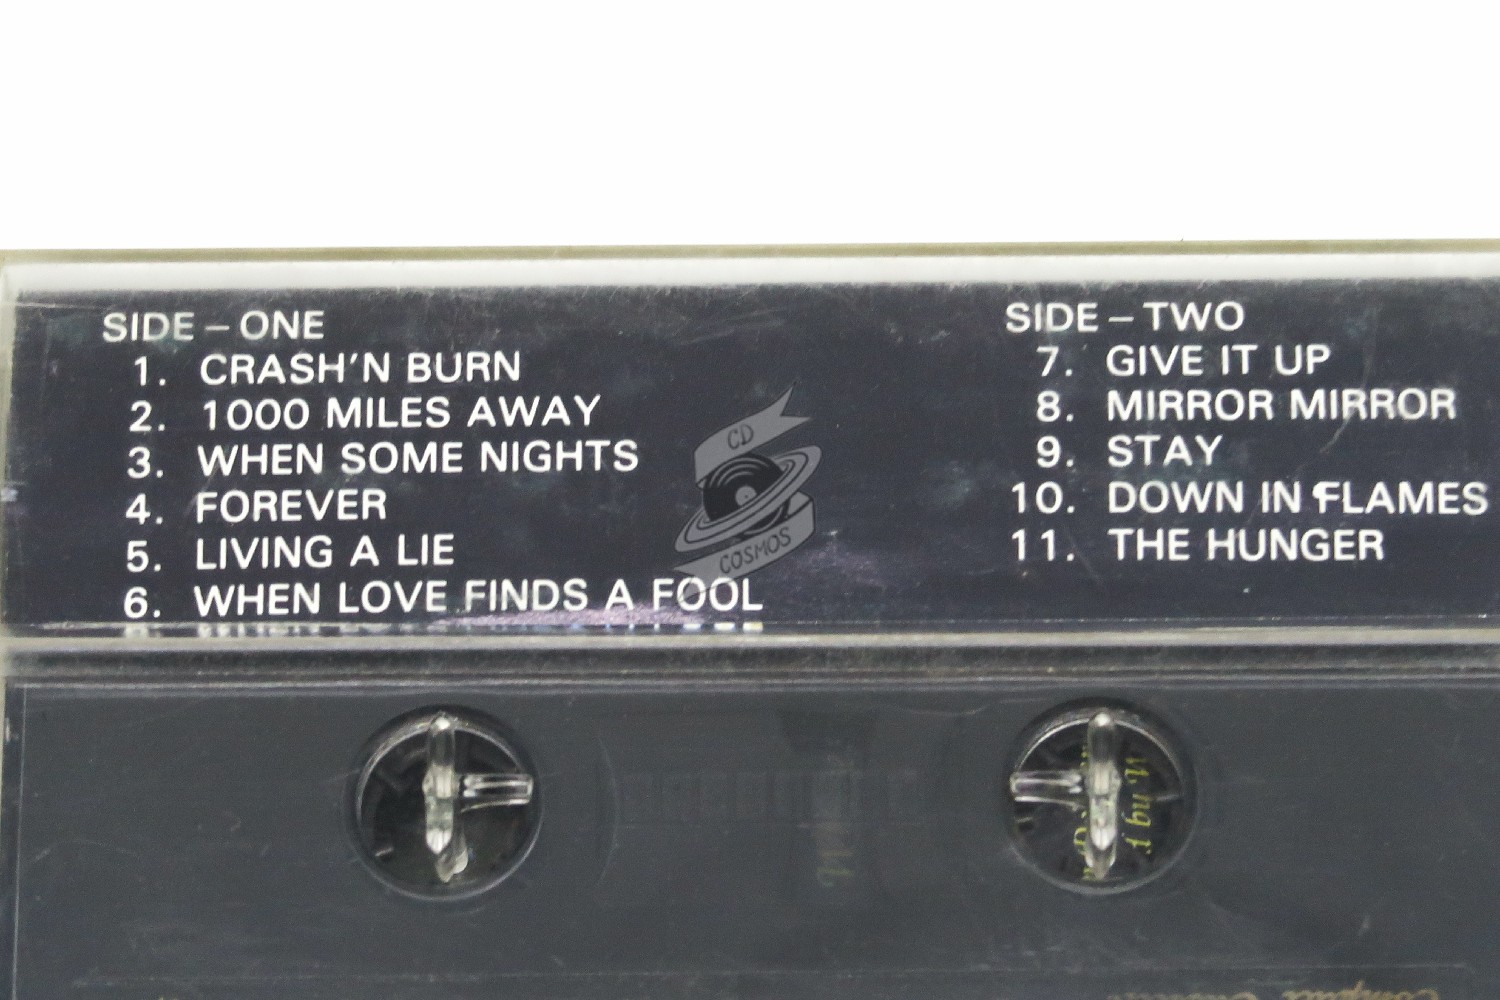 SIDE – ONE
1. CRASH'N BURN
2. 1000 MILES AWAY
3. WHEN SOME NIGHTS
4. FOREVER
5. LIVING A LIE
6. WHEN LOVE FINDS A FOOL
SIDE – TWO
7. GIVE IT UP
8. MIRROR MIRROR
9. STAY
10. DOWN IN FLAMES
11. THE HUNGER
CD
COSMOS